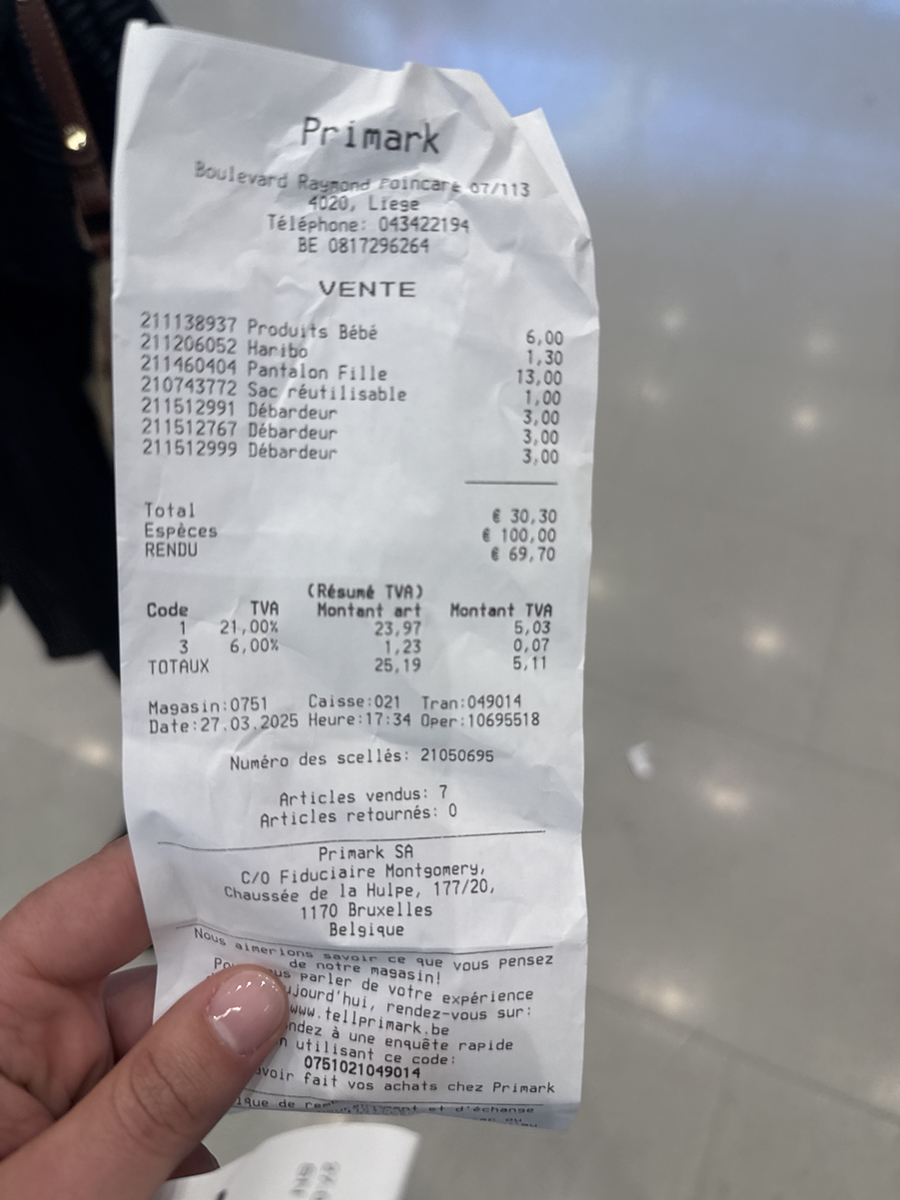 Primark
Boulevard Raymond Poincare 07/113
4020, Liege
Téléphone: 043422194
BE 0817296264
VENTE
211138937 Produits Bébé 6,00
211206052 Haribo 1,30
211460404 Pantalon Fille 13,00
210743772 Sac réutilisable 1,00
211512991 Débardeur 3,00
211512767 Débardeur 3,00
211512999 Débardeur 3,00
Total € 30,30
Espèces € 100,00
RENDU € 69,70
(Résumé TVA)
Code TVA Montant art Montant TVA
1 21,00% 23,97 5,03
3 6,00% 1,23 0,07
TOTAUX 25,19 5,11
Magasin:0751 Caisse:021 Tran:049014
Date:27.03.2025 Heure:17:34 Oper:10695518
Numéro des scellés: 21050695
Articles vendus: 7
Articles retournés: 0
Primark SA
C/O Fiduciaire Montgomery,
Chaussée de la Hulpe, 177/20,
1170 Bruxelles
Belgique
Nous aimerions savoir ce que vous pensez
de notre magasin!
parler de votre expérience
rendez-vous sur:
www.tellprimark.be
à une enquête rapide
utilisant ce code:
0751021049014
fait vos achats chez Primark
de et d'échange